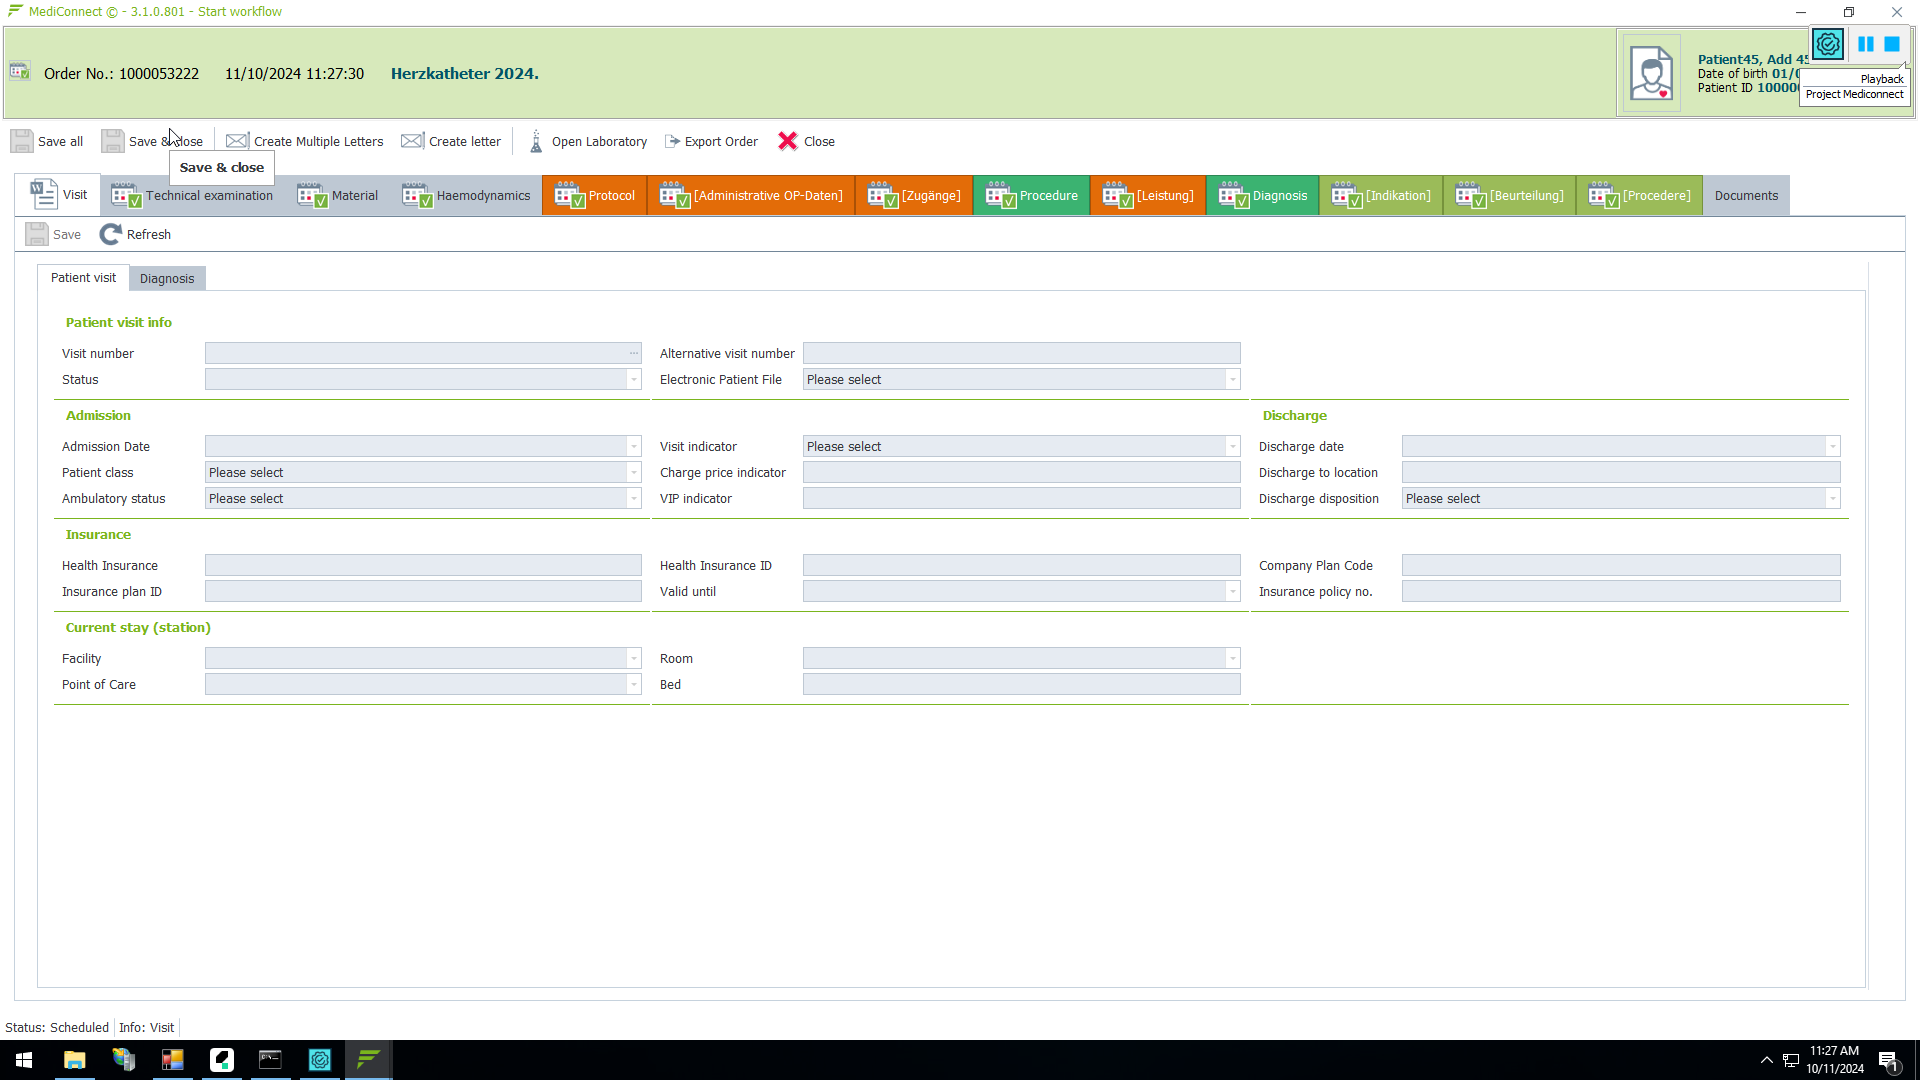 MediConnect © - 3.1.0.801 - Start workflow
Order No.: 1000053222 11/10/2024 11:27:30 Herzkatheter 2024.
Patient45, Add 45
Date of birth
Patient ID
Playback
Project Mediconnect
Save all Save & close Create Multiple Letters Create letter Open Laboratory Export Order Close
Save & close
Visit Technical examination Material Haemodynamics Protocol [Administrative OP-Daten] [Zugänge] Procedure [Leistung] Diagnosis [Indikation] [Beurteilung] [Procedere] Documents
Save Refresh
Patient visit Diagnosis
Patient visit info
Visit number Alternative visit number
Status Electronic Patient File Please select
Admission Discharge
Admission Date Visit indicator Please select Discharge date
Patient class Please select Charge price indicator Discharge to location
Ambulatory status Please select VIP indicator Discharge disposition Please select
Insurance
Health Insurance Health Insurance ID Company Plan Code
Insurance plan ID Valid until Insurance policy no.
Current stay (station)
Facility Room
Point of Care Bed
Status: Scheduled Info: Visit
11:27 AM
10/11/2024
1